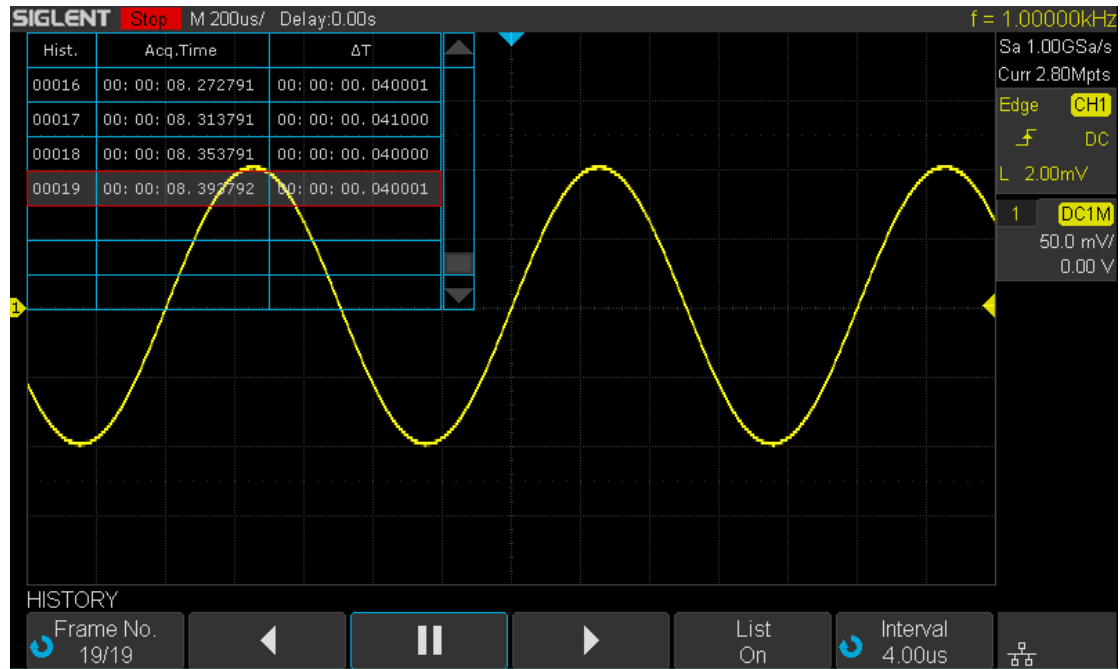 SIGLENT Stop M 200us/ Delay:0.00s f = 1.00000kHz
Hist. Acq.Time ΔT
00016 00: 00: 08. 272791 00: 00: 00. 040001
00017 00: 00: 08. 313791 00: 00: 00. 041000
00018 00: 00: 08. 353791 00: 00: 00. 040000
00019 00: 00: 08. 393792 00: 00: 00. 040001
Sa 1.00GSa/s
Curr 2.80Mpts
Edge CH1
DC
L 2.00mV
1 DC1M
50.0 mV/
0.00 V
1
HISTORY
Frame No.
19/19
List
On
Interval
4.00us